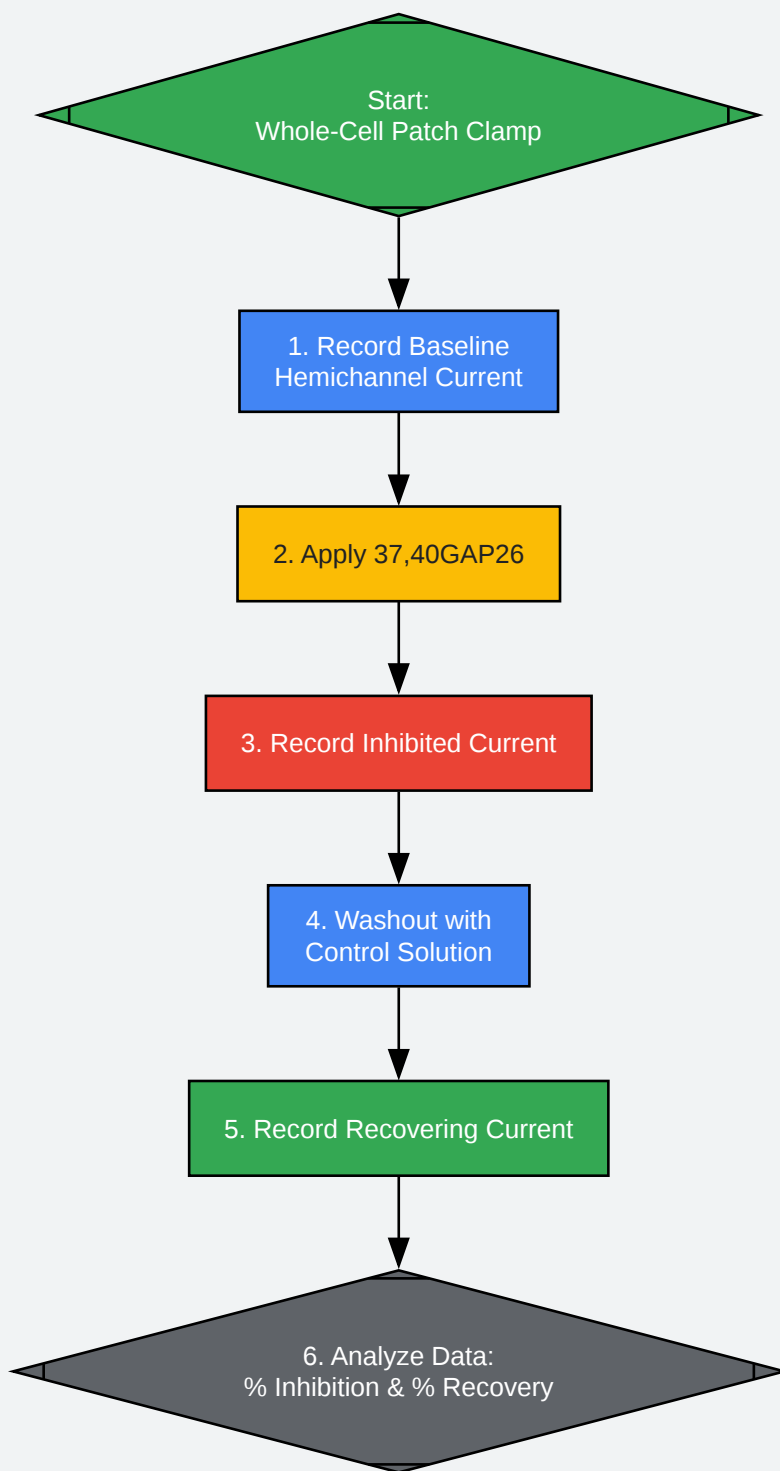 Start:
Whole-Cell Patch Clamp
1. Record Baseline
Hemichannel Current
2. Apply 37,40GAP26
3. Record Inhibited Current
4. Washout with
Control Solution
5. Record Recovering Current
6. Analyze Data:
% Inhibition & % Recovery